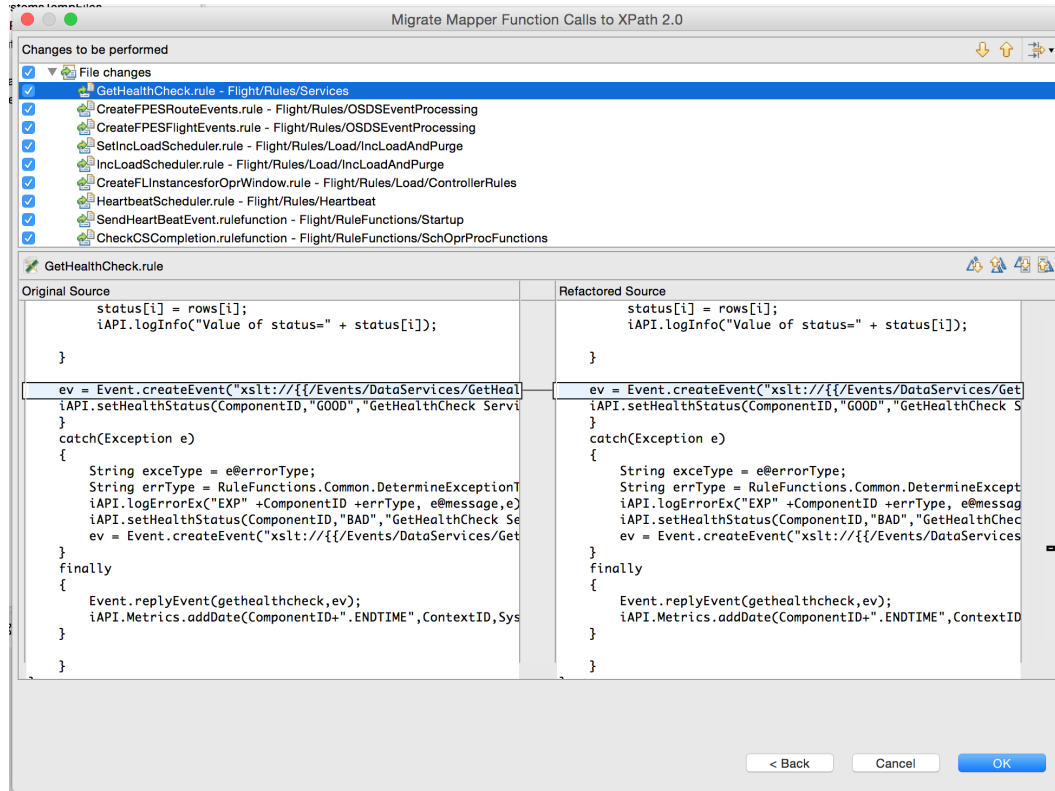 Migrate Mapper Function Calls to XPath 2.0
Changes to be performed
File changes
GetHealthCheck.rule - Flight/Rules/Services
CreateFPESRouteEvents.rule - Flight/Rules/OSDSEventProcessing
CreateFPESFlightEvents.rule - Flight/Rules/OSDSEventProcessing
SetIncLoadScheduler.rule - Flight/Rules/Load/IncLoadAndPurge
IncLoadScheduler.rule - Flight/Rules/Load/IncLoadAndPurge
CreateFLInstancesforOprWindow.rule - Flight/Rules/Load/ControllerRules
HeartbeatScheduler.rule - Flight/Rules/Heartbeat
SendHeartBeatEvent.rulefunction - Flight/RuleFunctions/Startup
CheckCSCompletion.rulefunction - Flight/RuleFunctions/SchOprProcFunctions
GetHealthCheck.rule
Original Source
status[i] = rows[i];
iAPI.logInfo("Value of status=" + status[i]);
}
ev = Event.createEvent("xslt://{{/Events/DataServices/GetHeal
iAPI.setHealthStatus(ComponentID,"GOOD","GetHealthCheck Servi
}
catch(Exception e)
{
String exceType = e@errorType;
String errType = RuleFunctions.Common.DetermineExceptionT
iAPI.logErrorEx("EXP" +ComponentID +errType, e@message,e)
iAPI.setHealthStatus(ComponentID,"BAD","GetHealthCheck Se
ev = Event.createEvent("xslt://{{/Events/DataServices/Get
}
finally
{
Event.replyEvent(gethealthcheck,ev);
iAPI.Metrics.addDate(ComponentID+".ENDTIME",ContextID,Sys
}
}
Refactored Source
status[i] = rows[i];
iAPI.logInfo("Value of status=" + status[i]);
}
ev = Event.createEvent("xslt://{{/Events/DataServices/Get
iAPI.setHealthStatus(ComponentID,"GOOD","GetHealthCheck S
}
catch(Exception e)
{
String exceType = e@errorType;
String errType = RuleFunctions.Common.DetermineExcept
iAPI.logErrorEx("EXP" +ComponentID +errType, e@messag
iAPI.setHealthStatus(ComponentID,"BAD","GetHealthChec
ev = Event.createEvent("xslt://{{/Events/DataServices
}
finally
{
Event.replyEvent(gethealthcheck,ev);
iAPI.Metrics.addDate(ComponentID+".ENDTIME",ContextID
}
}
< Back
Cancel
OK